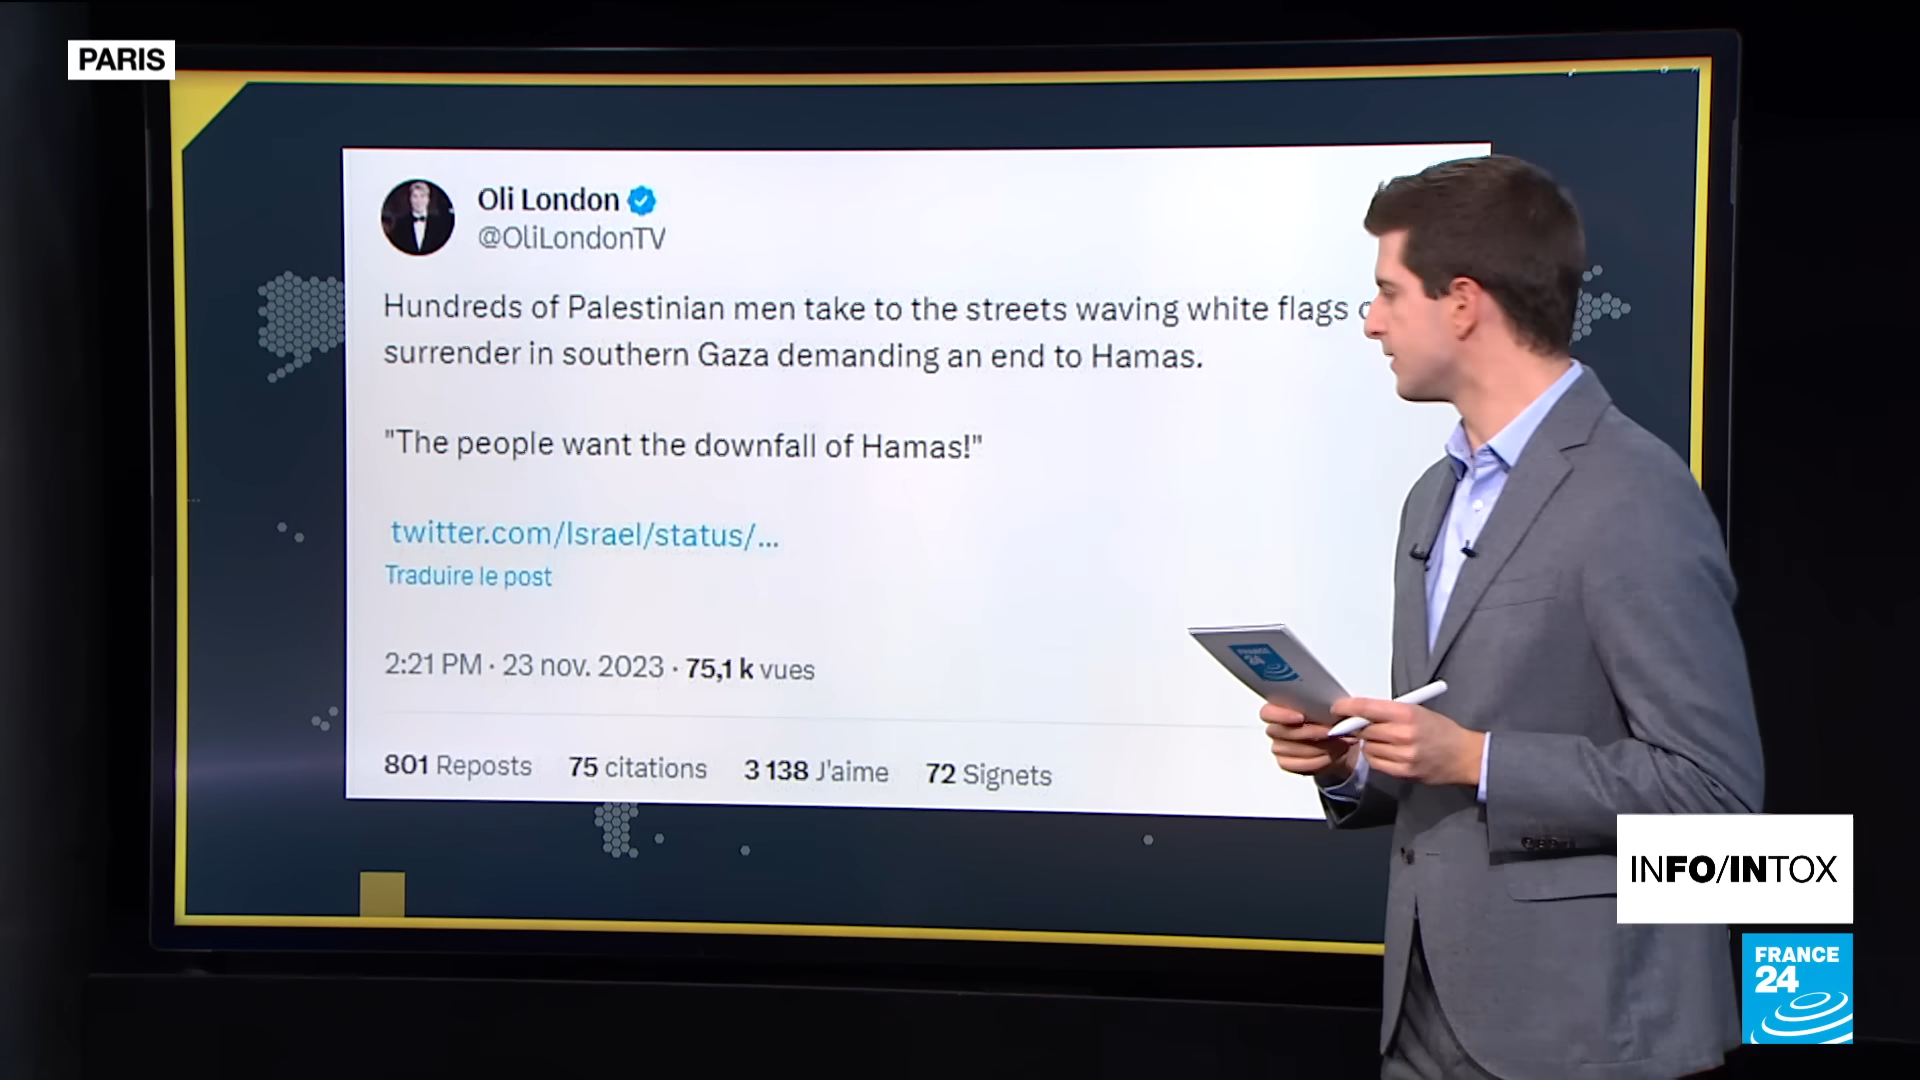 PARIS
Oli London
@OliLondonTV
Hundreds of Palestinian men take to the streets waving white flags
surrender in southern Gaza demanding an end to Hamas.
"The people want the downfall of Hamas!"
twitter.com/Israel/status/...
Traduire le post
2:21 PM · 23 nov. 2023 · 75,1 k vues
801 Reposts 75 citations 3 138 J'aime 72 Signets
FRANCE
24
INFO/INTOX
FRANCE
24